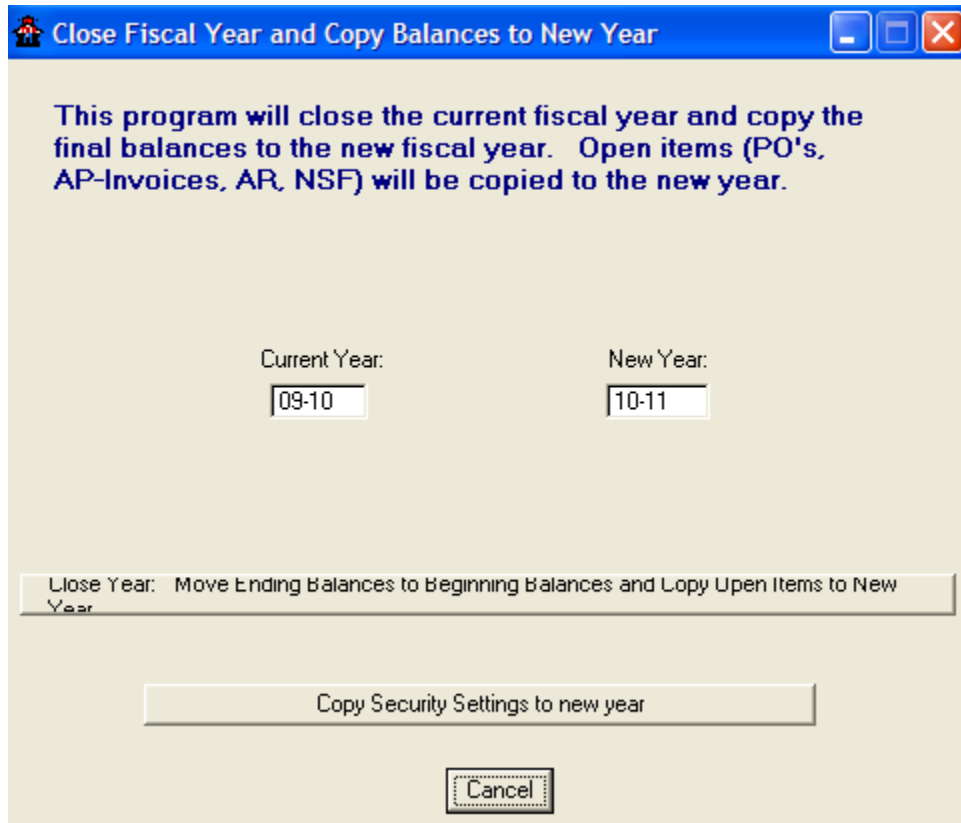 Close Fiscal Year and Copy Balances to New Year
This program will close the current fiscal year and copy the
final balances to the new fiscal year.   Open items (PO's,
AP-Invoices, AR, NSF) will be copied to the new year.
Current Year:
New Year:
09-10
10-11
Close Year:   Move Ending Balances to Beginning Balances and Copy Open Items to New
Year
Copy Security Settings to new year
Cancel